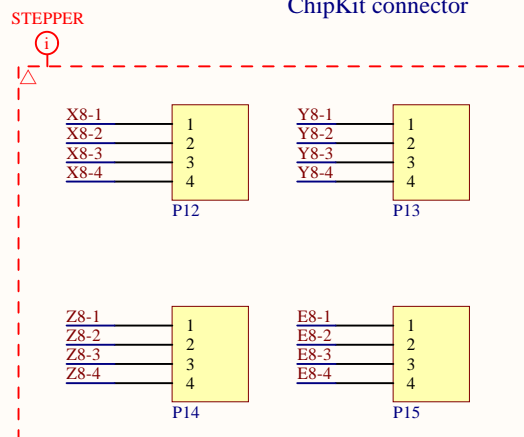 ChipKit connector
STEPPER
i
X8-1 1
X8-2 2
X8-3 3
X8-4 4
P12
Y8-1 1
Y8-2 2
Y8-3 3
Y8-4 4
P13
Z8-1 1
Z8-2 2
Z8-3 3
Z8-4 4
P14
E8-1 1
E8-2 2
E8-3 3
E8-4 4
P15